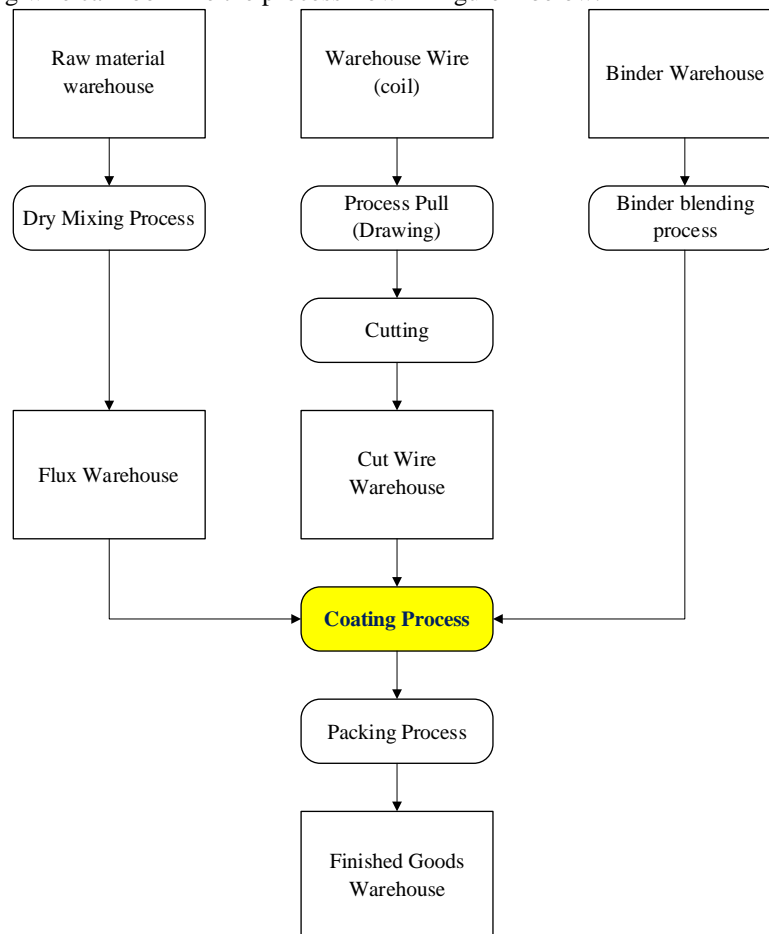 Raw material
warehouse
Warehouse Wire
(coil)
Binder Warehouse
Dry Mixing Process
Process Pull
(Drawing)
Binder blending
process
Cutting
Flux Warehouse
Cut Wire
Warehouse
Coating Process
Packing Process
Finished Goods
Warehouse